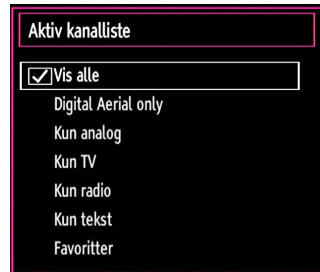 Aktiv kanalliste
Vis alle
Digital Aerial only
Kun analog
Kun TV
Kun radio
Kun tekst
Favoritter